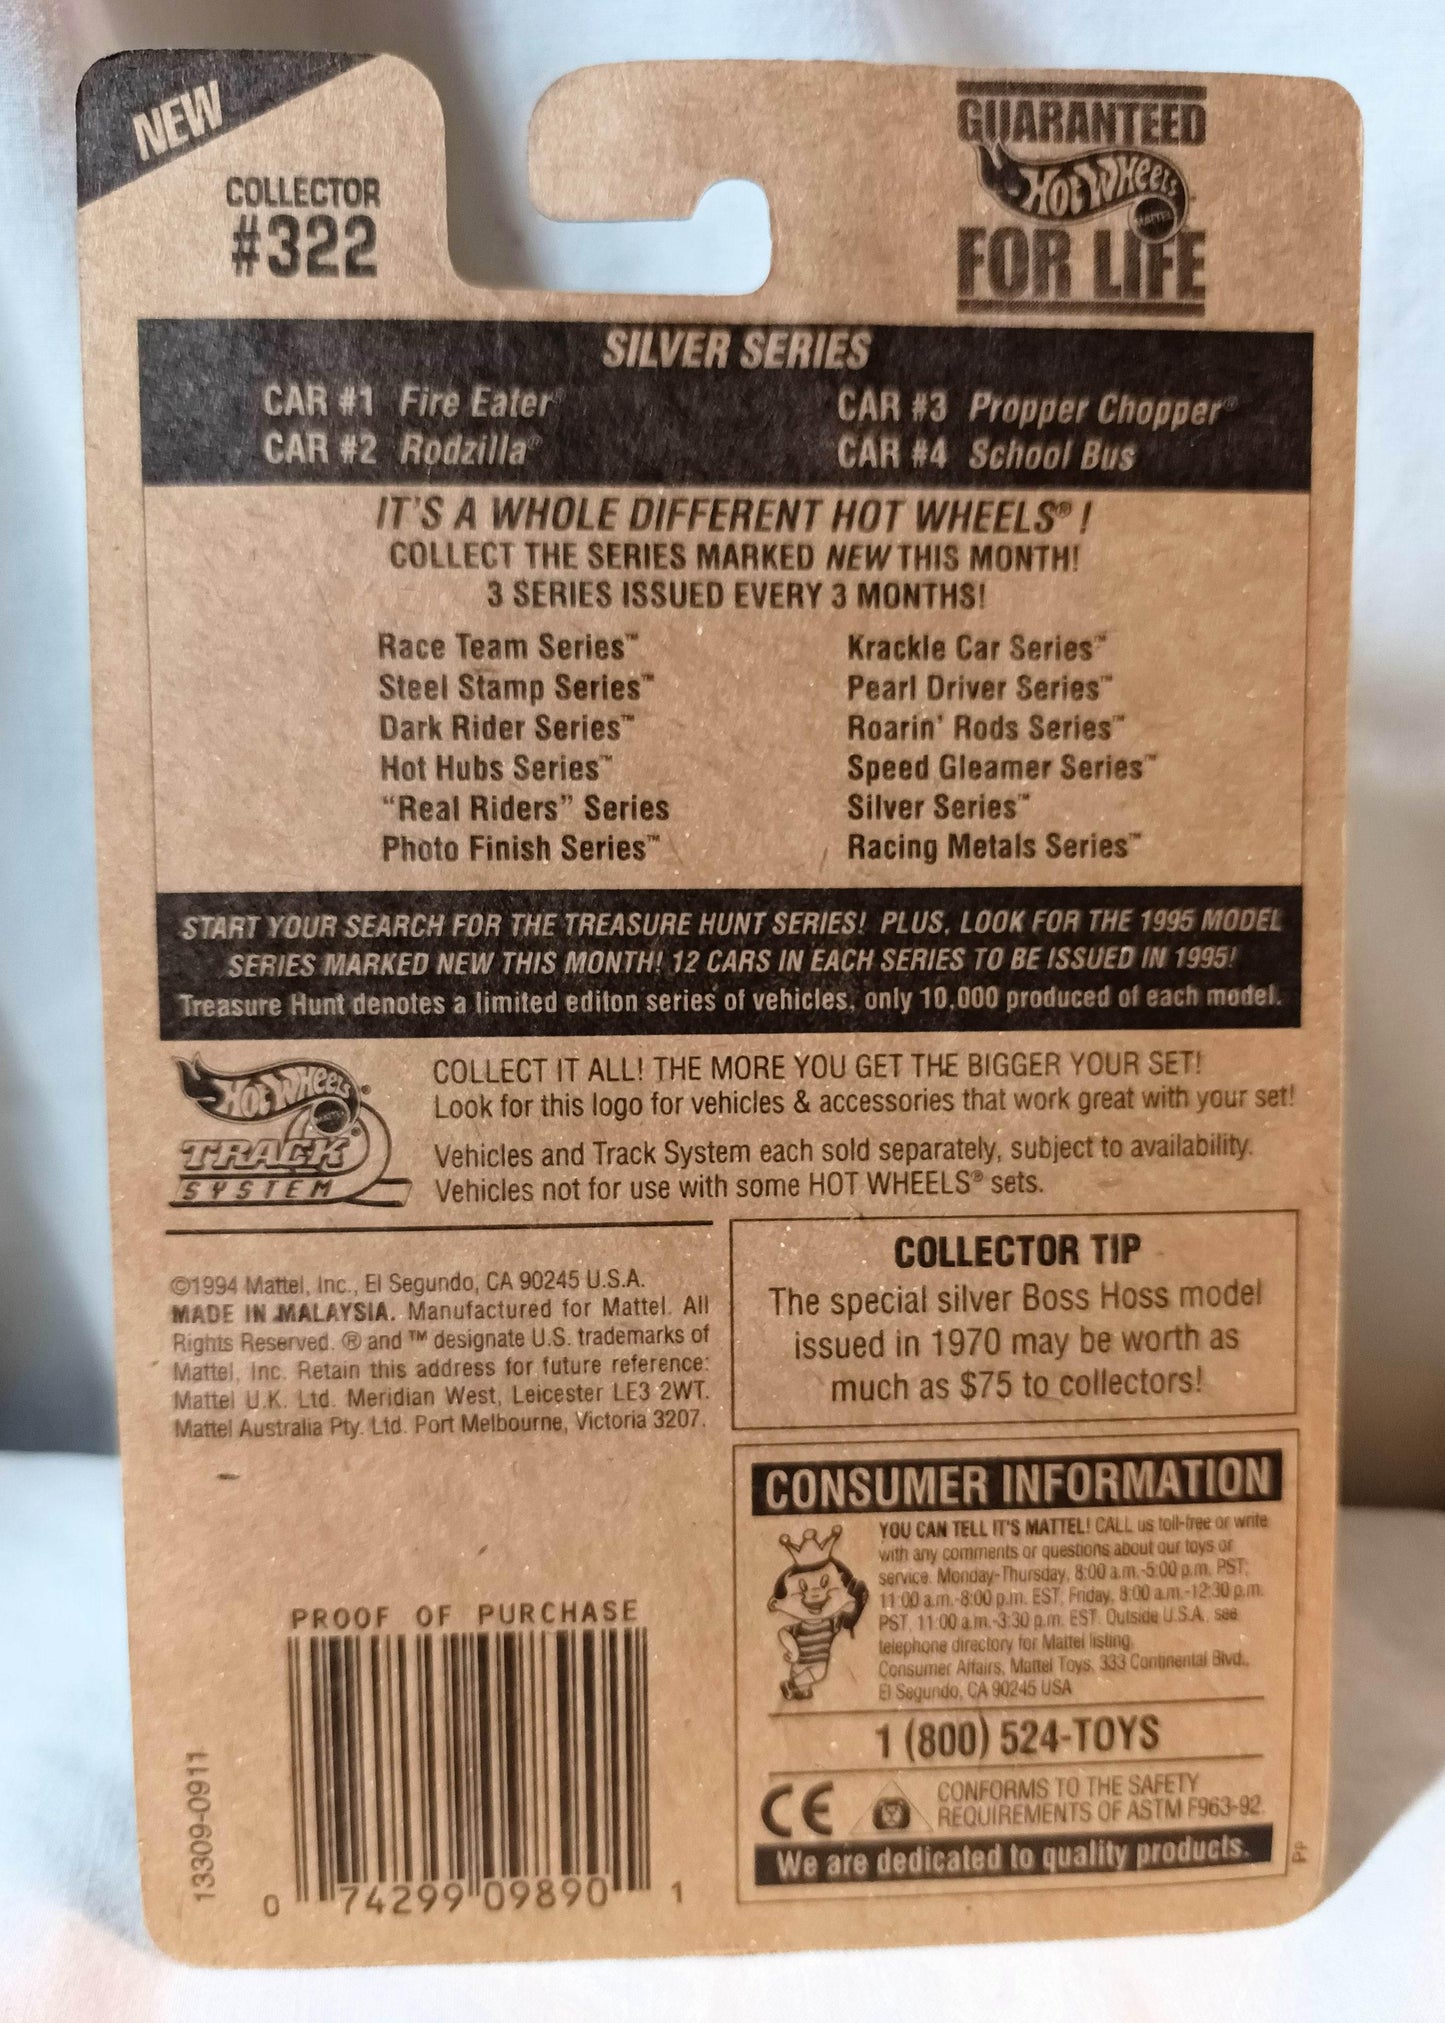 NEW
COLLECTOR
#322
GUARANTEED
HOT WHEELS
MATTEL
FOR LIFE
SILVER SERIES
CAR #1 Fire Eater®
CAR #2 Rodzilla®
CAR #3 Propper Chopper®
CAR #4 School Bus
IT'S A WHOLE DIFFERENT HOT WHEELS® !
COLLECT THE SERIES MARKED NEW THIS MONTH!
3 SERIES ISSUED EVERY 3 MONTHS!
Race Team Series™
Steel Stamp Series™
Dark Rider Series™
Hot Hubs Series™
“Real Riders” Series
Photo Finish Series™
Krackle Car Series™
Pearl Driver Series™
Roarin' Rods Series™
Speed Gleamer Series™
Silver Series™
Racing Metals Series™
START YOUR SEARCH FOR THE TREASURE HUNT SERIES! PLUS, LOOK FOR THE 1995 MODEL
SERIES MARKED NEW THIS MONTH! 12 CARS IN EACH SERIES TO BE ISSUED IN 1995!
Treasure Hunt denotes a limited editon series of vehicles, only 10,000 produced of each model.
HOT WHEELS®
TRACK®
SYSTEM
COLLECT IT ALL! THE MORE YOU GET THE BIGGER YOUR SET!
Look for this logo for vehicles & accessories that work great with your set!
Vehicles and Track System each sold separately, subject to availability.
Vehicles not for use with some HOT WHEELS® sets.
©1994 Mattel, Inc., El Segundo, CA 90245 U.S.A.
MADE IN MALAYSIA. Manufactured for Mattel. All
Rights Reserved. ® and ™ designate U.S. trademarks of
Mattel, Inc. Retain this address for future reference:
Mattel U.K. Ltd. Meridian West, Leicester LE3 2WT.
Mattel Australia Pty. Ltd. Port Melbourne, Victoria 3207.
COLLECTOR TIP
The special silver Boss Hoss model
issued in 1970 may be worth as
much as $75 to collectors!
CONSUMER INFORMATION
YOU CAN TELL IT'S MATTEL! CALL us toll-free or write
with any comments or questions about our toys or
service. Monday-Thursday, 8:00 a.m.-5:00 p.m. PST;
11:00 a.m.-8:00 p.m. EST, Friday, 8:00 a.m.-12:30 p.m.
PST, 11:00 a.m.-3:30 p.m. EST. Outside U.S.A., see
telephone directory for Mattel listing.
Consumer Affairs, Mattel Toys, 333 Continental Blvd.,
El Segundo, CA 90245 USA
1 (800) 524-TOYS
CE
CONFORMS TO THE SAFETY
REQUIREMENTS OF ASTM F963-92.
We are dedicated to quality products.
PP
PROOF OF PURCHASE
0 74299 09890 1
13309-0911